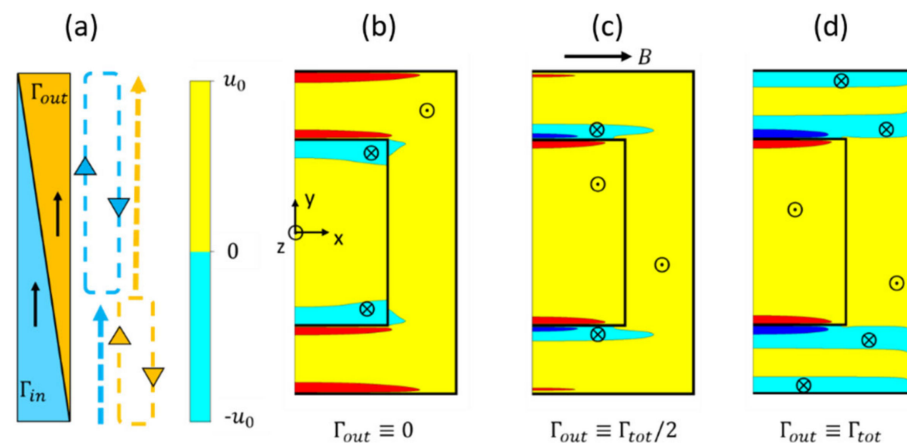 (a)
(b)
(c)
(d)
Γout
Γin
u0
0
-u0
B
y
z
x
Γout ≡ 0
Γout ≡ Γtot/2
Γout ≡ Γtot